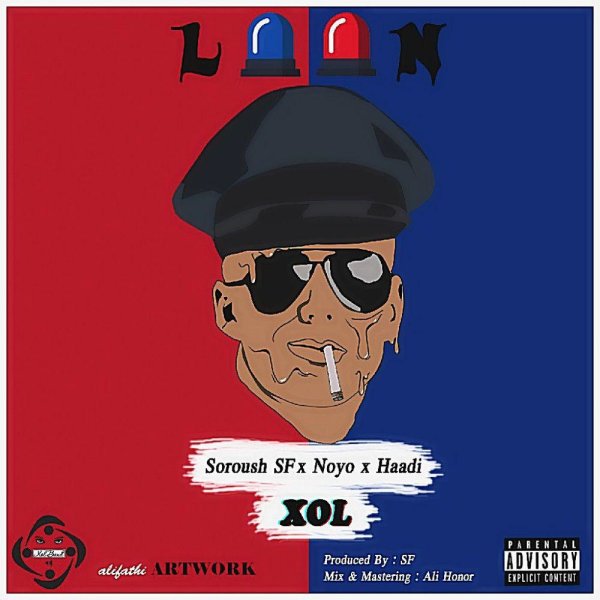 L N
Soroush SF x Noyo x Haadi
XOL
alifathi ARTWORK
Produced By : SF
Mix & Mastering : Ali Honor
PARENTAL
ADVISORY
EXPLICIT CONTENT